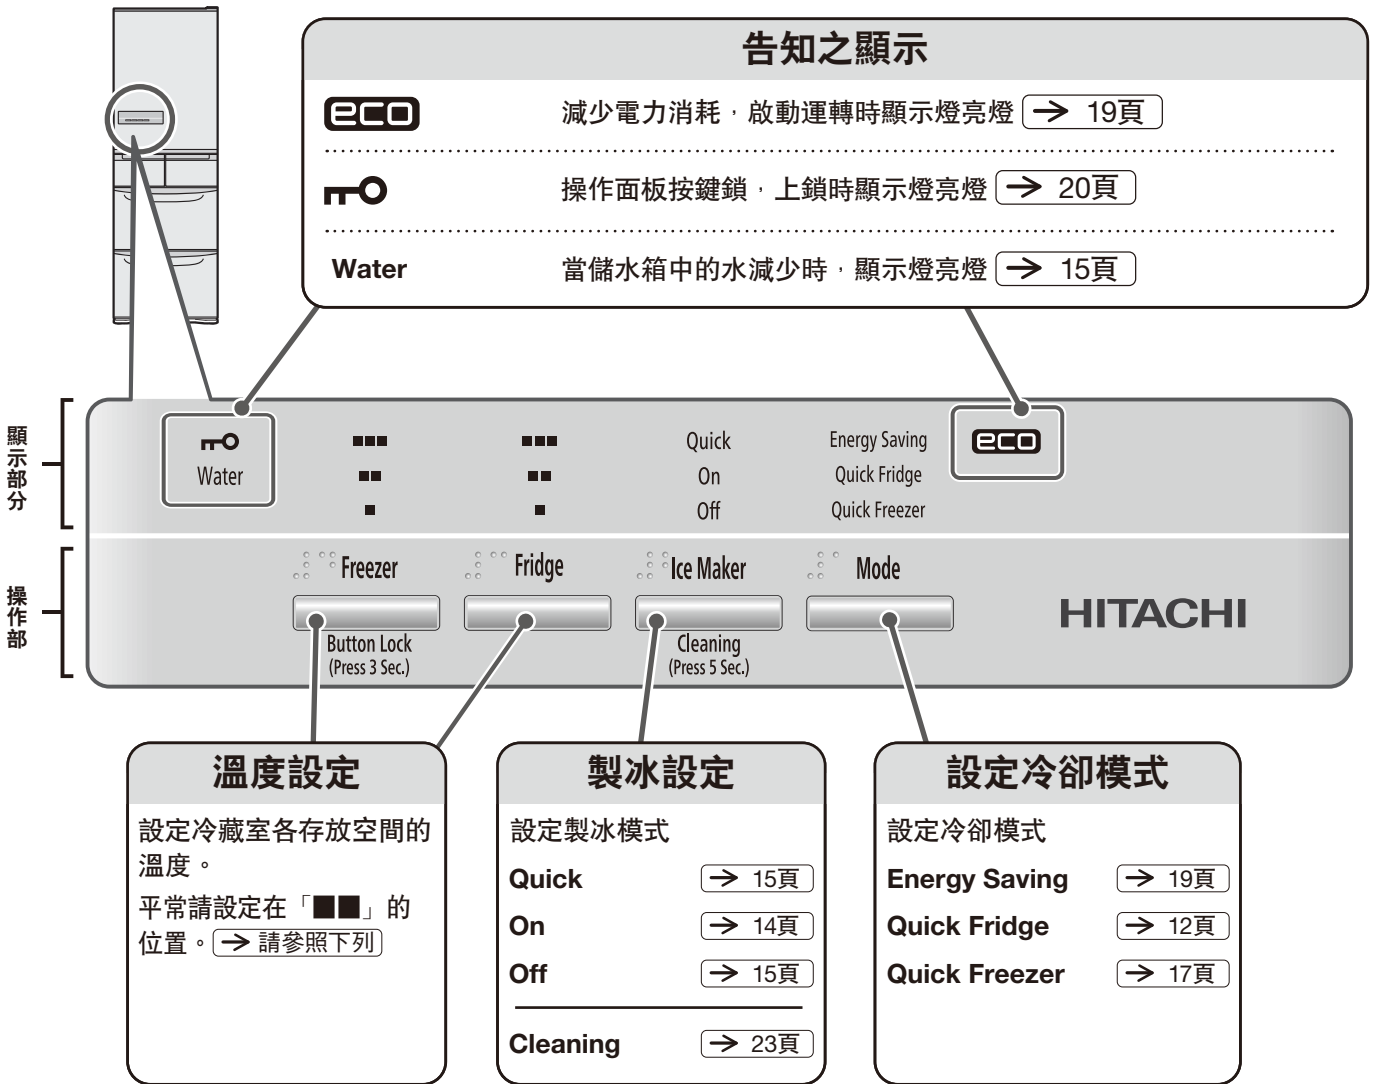 告知之顯示
eco 減少電力消耗，啟動運轉時顯示燈亮燈 → 19頁
操作面板按鍵鎖，上鎖時顯示燈亮燈 → 20頁
Water 當儲水箱中的水減少時，顯示燈亮燈 → 15頁
顯示部分
Water
■■■ ■■■ Quick Energy Saving eco
■■ ■■ On Quick Fridge
■ ■ Off Quick Freezer
操作部
Freezer Fridge Ice Maker Mode
HITACHI
Button Lock
(Press 3 Sec.)
Cleaning
(Press 5 Sec.)
溫度設定
設定冷藏室各存放空間的
溫度。
平常請設定在「■■」的
位置。→ 請參照下列
製冰設定
設定製冰模式
Quick → 15頁
On → 14頁
Off → 15頁
Cleaning → 23頁
設定冷卻模式
設定冷卻模式
Energy Saving → 19頁
Quick Fridge → 12頁
Quick Freezer → 17頁